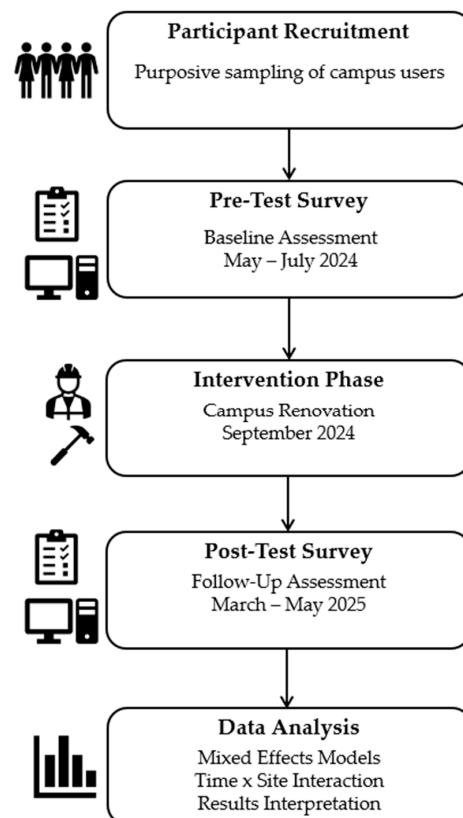 Participant Recruitment
Purposive sampling of campus users
Pre-Test Survey
Baseline Assessment
May – July 2024
Intervention Phase
Campus Renovation
September 2024
Post-Test Survey
Follow-Up Assessment
March – May 2025
Data Analysis
Mixed Effects Models
Time x Site Interaction
Results Interpretation